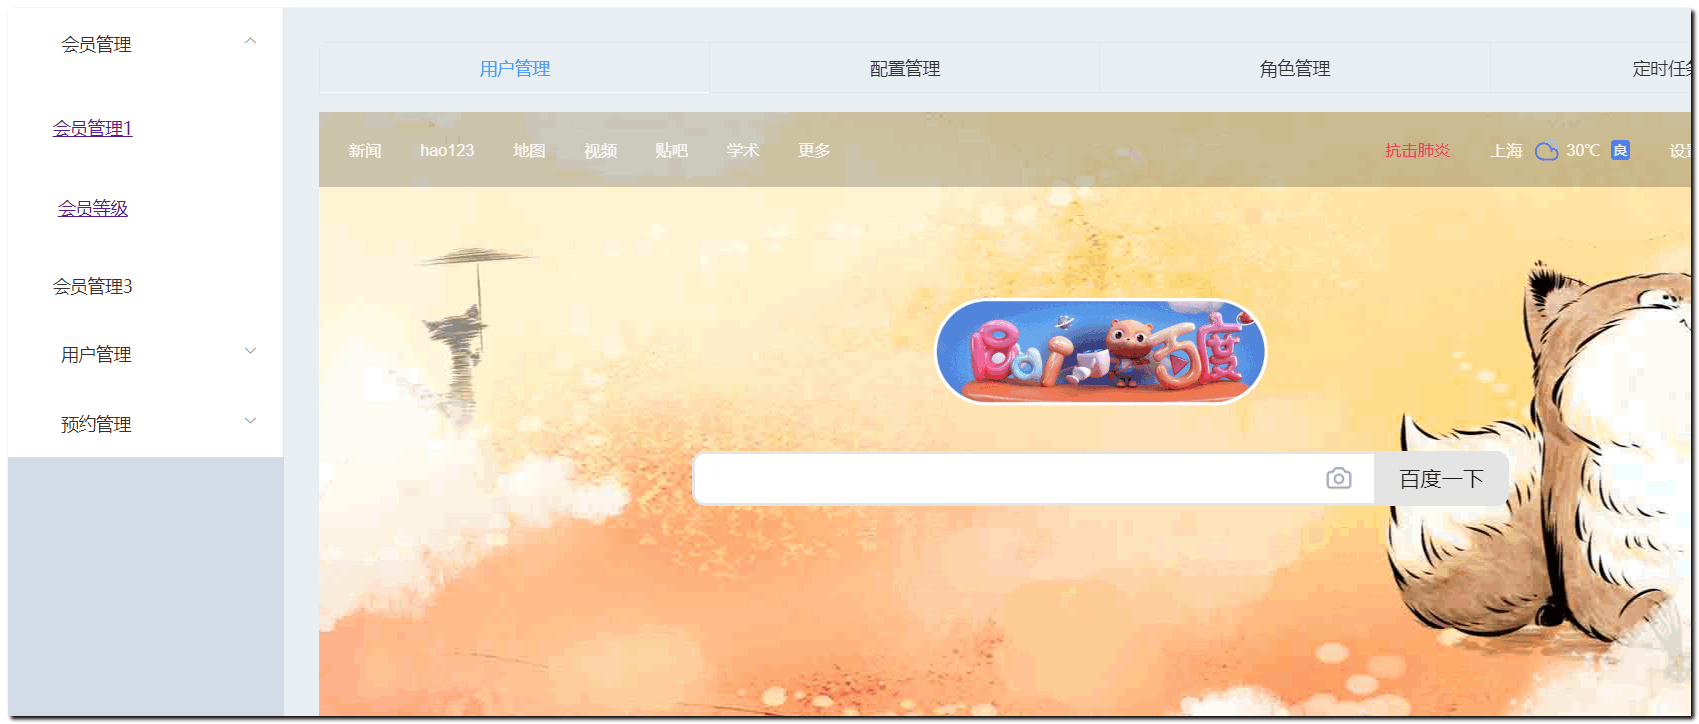 会员管理
会员管理1
会员等级
会员管理3
用户管理
预约管理
用户管理 配置管理 角色管理 定时任务
新闻 hao123 地图 视频 贴吧 学术 更多 抗击肺炎 上海 30℃ 良 设
百度
百度一下